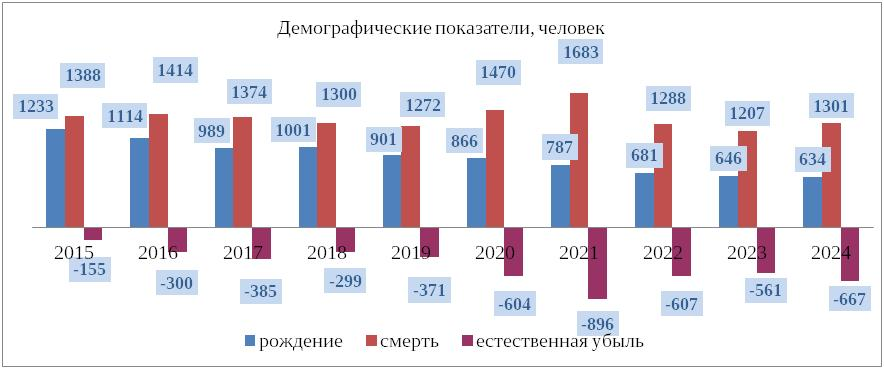 Демографические показатели, человек
1233 1388 1114 1414 989 1374 1001 1300 901 1272 866 1470 787 1683 681 1288 646 1207 634 1301
2015 2016 2017 2018 2019 2020 2021 2022 2023 2024
-155 -300 -385 -299 -371 -604 -896 -607 -561 -667
рождение смерть естественная убыль